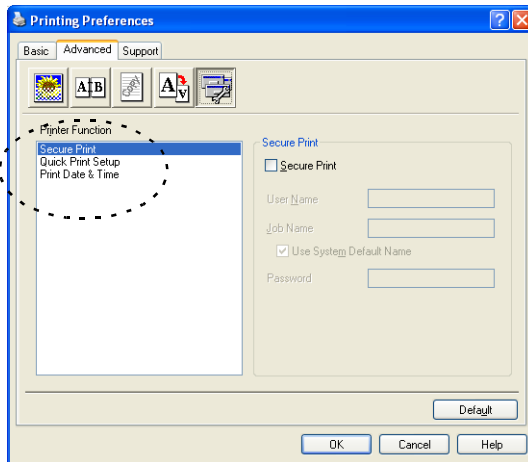 Printing Preferences
Basic Advanced Support
A B
Copy
A A
Printer Function
Secure Print
Quick Print Setup
Print Date & Time
Secure Print
Secure Print
User Name
Job Name
Use System Default Name
Password
Default
OK Cancel Help